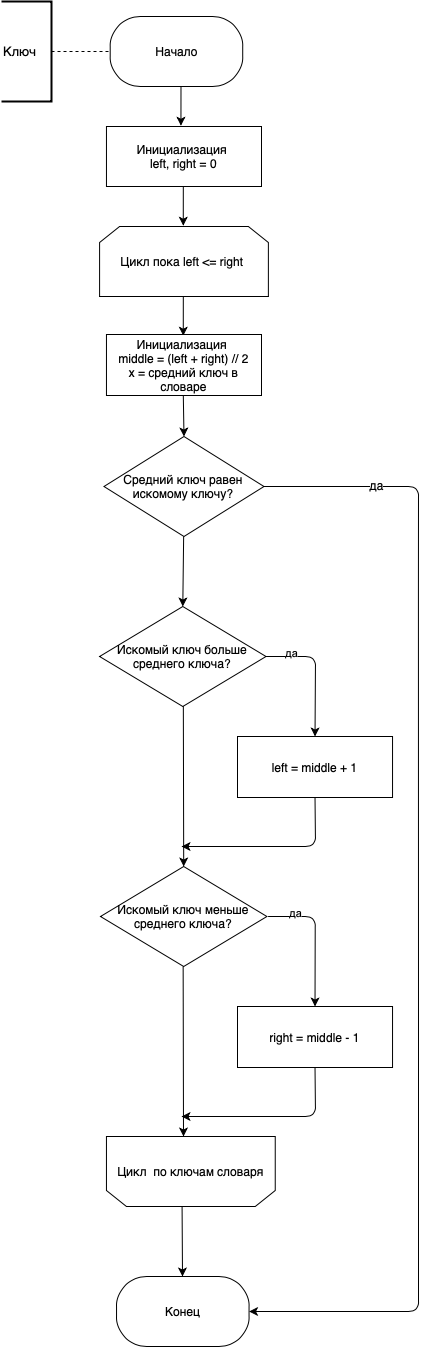 Ключ
Начало
Инициализация
left, right = 0
Цикл пока left <= right
Инициализация
middle = (left + right) // 2
x = средний ключ в
словаре
Средний ключ равен
искомому ключу?
да
Искомый ключ больше
среднего ключа?
да
left = middle + 1
Искомый ключ меньше
среднего ключа?
да
right = middle - 1
Цикл по ключам словаря
Конец